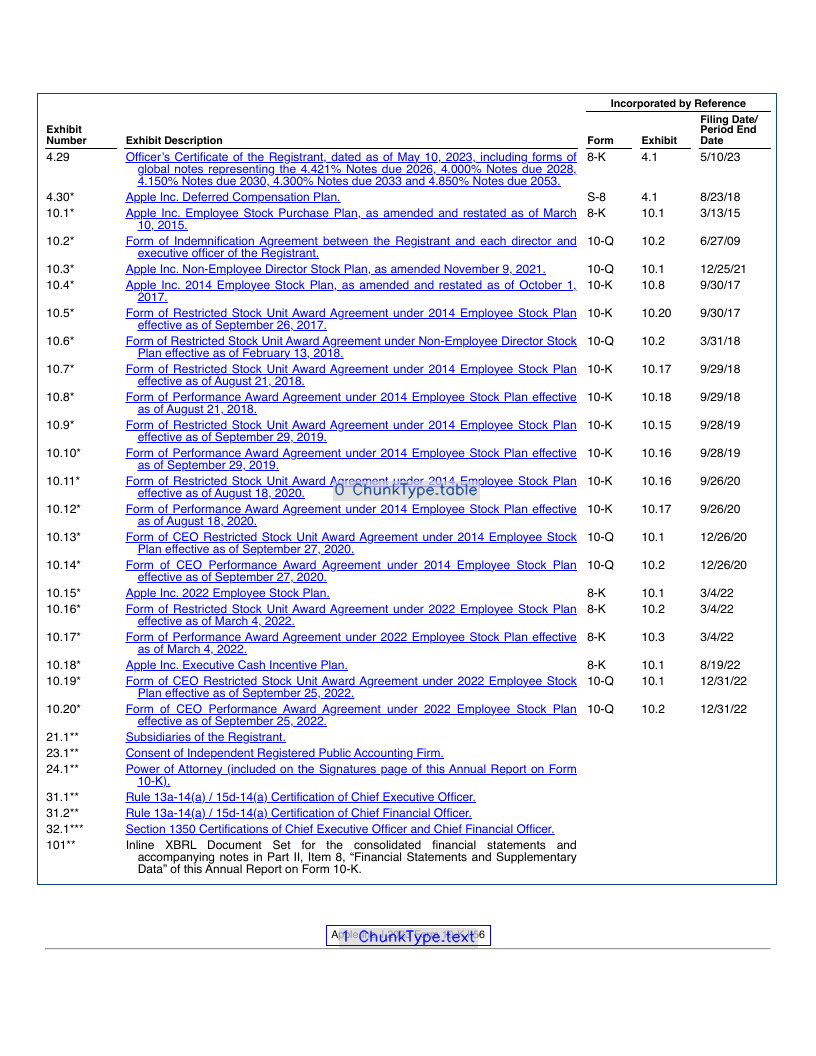 Incorporated by Reference
Exhibit Number Exhibit Description Form Exhibit Filing Date/ Period End Date
4.29 Officer's Certificate of the Registrant, dated as of May 10, 2023, including forms of 8-K 4.1 5/10/23
global notes representing the 4.421% Notes due 2026, 4.000% Notes due 2028,
4.150% Notes due 2030, 4.300% Notes due 2033 and 4.850% Notes due 2053.
4.30* Apple Inc. Deferred Compensation Plan. S-8 4.1 8/23/18
10.1* Apple Inc. Employee Stock Purchase Plan, as amended and restated as of March 8-K 10.1 3/13/15
10, 2015.
10.2* Form of Indemnification Agreement between the Registrant and each director and 10-Q 10.2 6/27/09
executive officer of the Registrant.
10.3* Apple Inc. Non-Employee Director Stock Plan, as amended November 9, 2021. 10-Q 10.1 12/25/21
10.4* Apple Inc. 2014 Employee Stock Plan, as amended and restated as of October 1, 10-K 10.8 9/30/17
2017.
10.5* Form of Restricted Stock Unit Award Agreement under 2014 Employee Stock Plan 10-K 10.20 9/30/17
effective as of September 26, 2017.
10.6* Form of Restricted Stock Unit Award Agreement under Non-Employee Director Stock 10-Q 10.2 3/31/18
Plan effective as of February 13, 2018.
10.7* Form of Restricted Stock Unit Award Agreement under 2014 Employee Stock Plan 10-K 10.17 9/29/18
effective as of August 21, 2018.
10.8* Form of Performance Award Agreement under 2014 Employee Stock Plan effective 10-K 10.18 9/29/18
as of August 21, 2018.
10.9* Form of Restricted Stock Unit Award Agreement under 2014 Employee Stock Plan 10-K 10.15 9/28/19
effective as of September 29, 2019.
10.10* Form of Performance Award Agreement under 2014 Employee Stock Plan effective 10-K 10.16 9/28/19
as of September 29, 2019.
10.11* Form of Restricted Stock Unit Award Agreement under 2014 Employee Stock Plan 10-K 10.16 9/26/20
effective as of August 18, 2020.
0 ChunkType.table
10.12* Form of Performance Award Agreement under 2014 Employee Stock Plan effective 10-K 10.17 9/26/20
as of August 18, 2020.
10.13* Form of CEO Restricted Stock Unit Award Agreement under 2014 Employee Stock 10-Q 10.1 12/26/20
Plan effective as of September 27, 2020.
10.14* Form of CEO Performance Award Agreement under 2014 Employee Stock Plan 10-Q 10.2 12/26/20
effective as of September 27, 2020.
10.15* Apple Inc. 2022 Employee Stock Plan. 8-K 10.1 3/4/22
10.16* Form of Restricted Stock Unit Award Agreement under 2022 Employee Stock Plan 8-K 10.2 3/4/22
effective as of March 4, 2022.
10.17* Form of Performance Award Agreement under 2022 Employee Stock Plan effective 8-K 10.3 3/4/22
as of March 4, 2022.
10.18* Apple Inc. Executive Cash Incentive Plan. 8-K 10.1 8/19/22
10.19* Form of CEO Restricted Stock Unit Award Agreement under 2022 Employee Stock 10-Q 10.1 12/31/22
Plan effective as of September 25, 2022.
10.20* Form of CEO Performance Award Agreement under 2022 Employee Stock Plan 10-Q 10.2 12/31/22
effective as of September 25, 2022.
21.1** Subsidiaries of the Registrant.
23.1** Consent of Independent Registered Public Accounting Firm.
24.1** Power of Attorney (included on the Signatures page of this Annual Report on Form
10-K).
31.1** Rule 13a-14(a) / 15d-14(a) Certification of Chief Executive Officer.
31.2** Rule 13a-14(a) / 15d-14(a) Certification of Chief Financial Officer.
32.1*** Section 1350 Certifications of Chief Executive Officer and Chief Financial Officer.
101** Inline XBRL Document Set for the consolidated financial statements and
accompanying notes in Part II, Item 8, “Financial Statements and Supplementary
Data” of this Annual Report on Form 10-K.
1 ChunkType.text